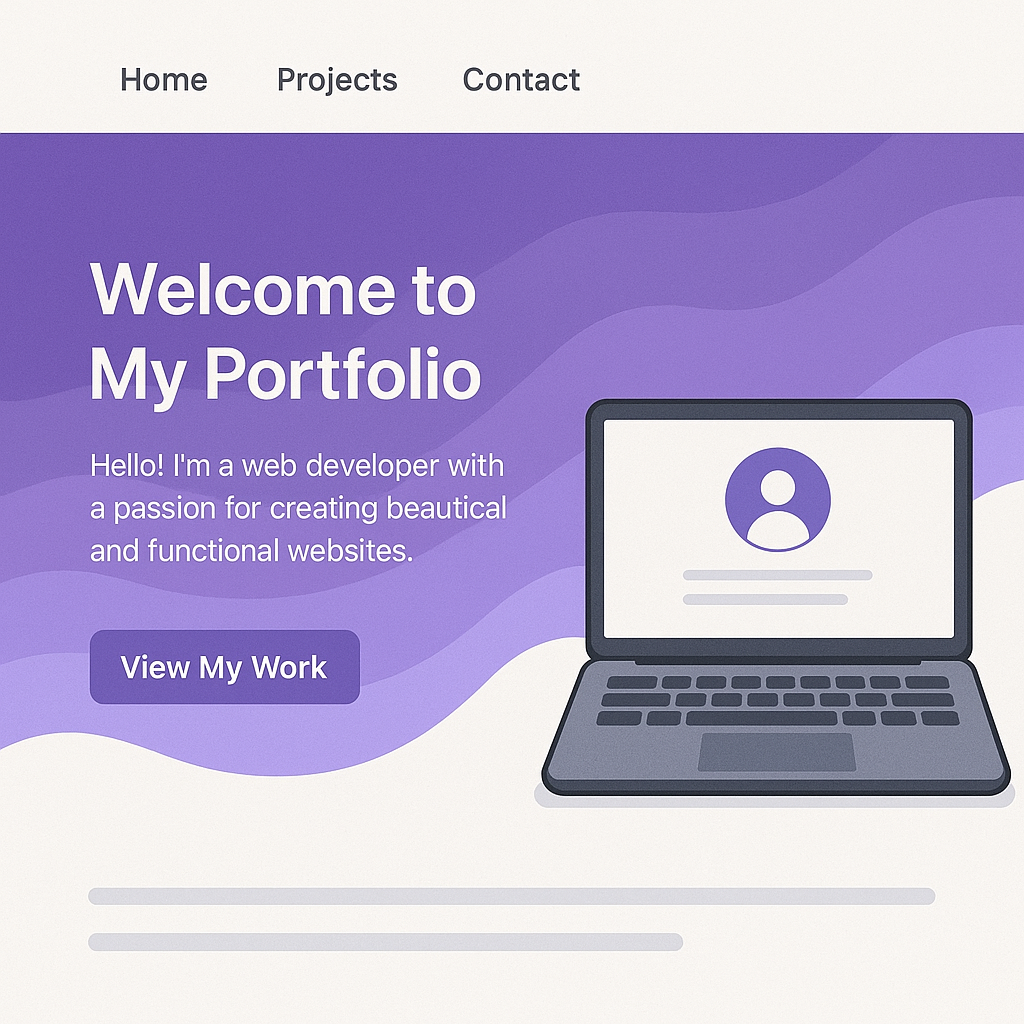 Home Projects Contact
Welcome to
My Portfolio
Hello! I'm a web developer with
a passion for creating beautical
and functional websites.
View My Work